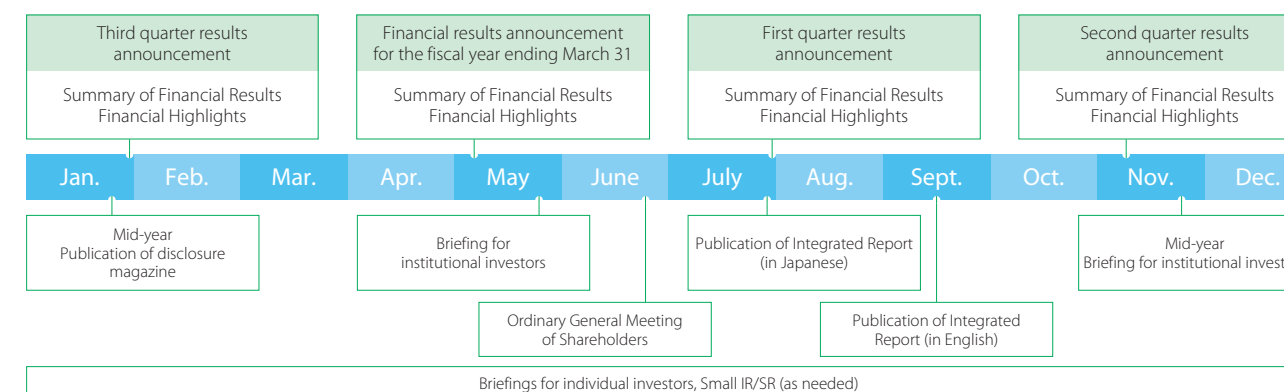 Third quarter results
announcement
Summary of Financial Results
Financial Highlights
Financial results announcement
for the fiscal year ending March 31
Summary of Financial Results
Financial Highlights
First quarter results
announcement
Summary of Financial Results
Financial Highlights
Second quarter results
announcement
Summary of Financial Results
Financial Highlights
Jan. Feb. Mar. Apr. May June July Aug. Sept. Oct. Nov. Dec.
Mid-year
Publication of disclosure
magazine
Briefing for
institutional investors
Publication of Integrated Report
(in Japanese)
Mid-year
Briefing for institutional
Ordinary General Meeting
of Shareholders
Publication of Integrated
Report (in English)
Briefings for individual investors, Small IR/SR (as needed)